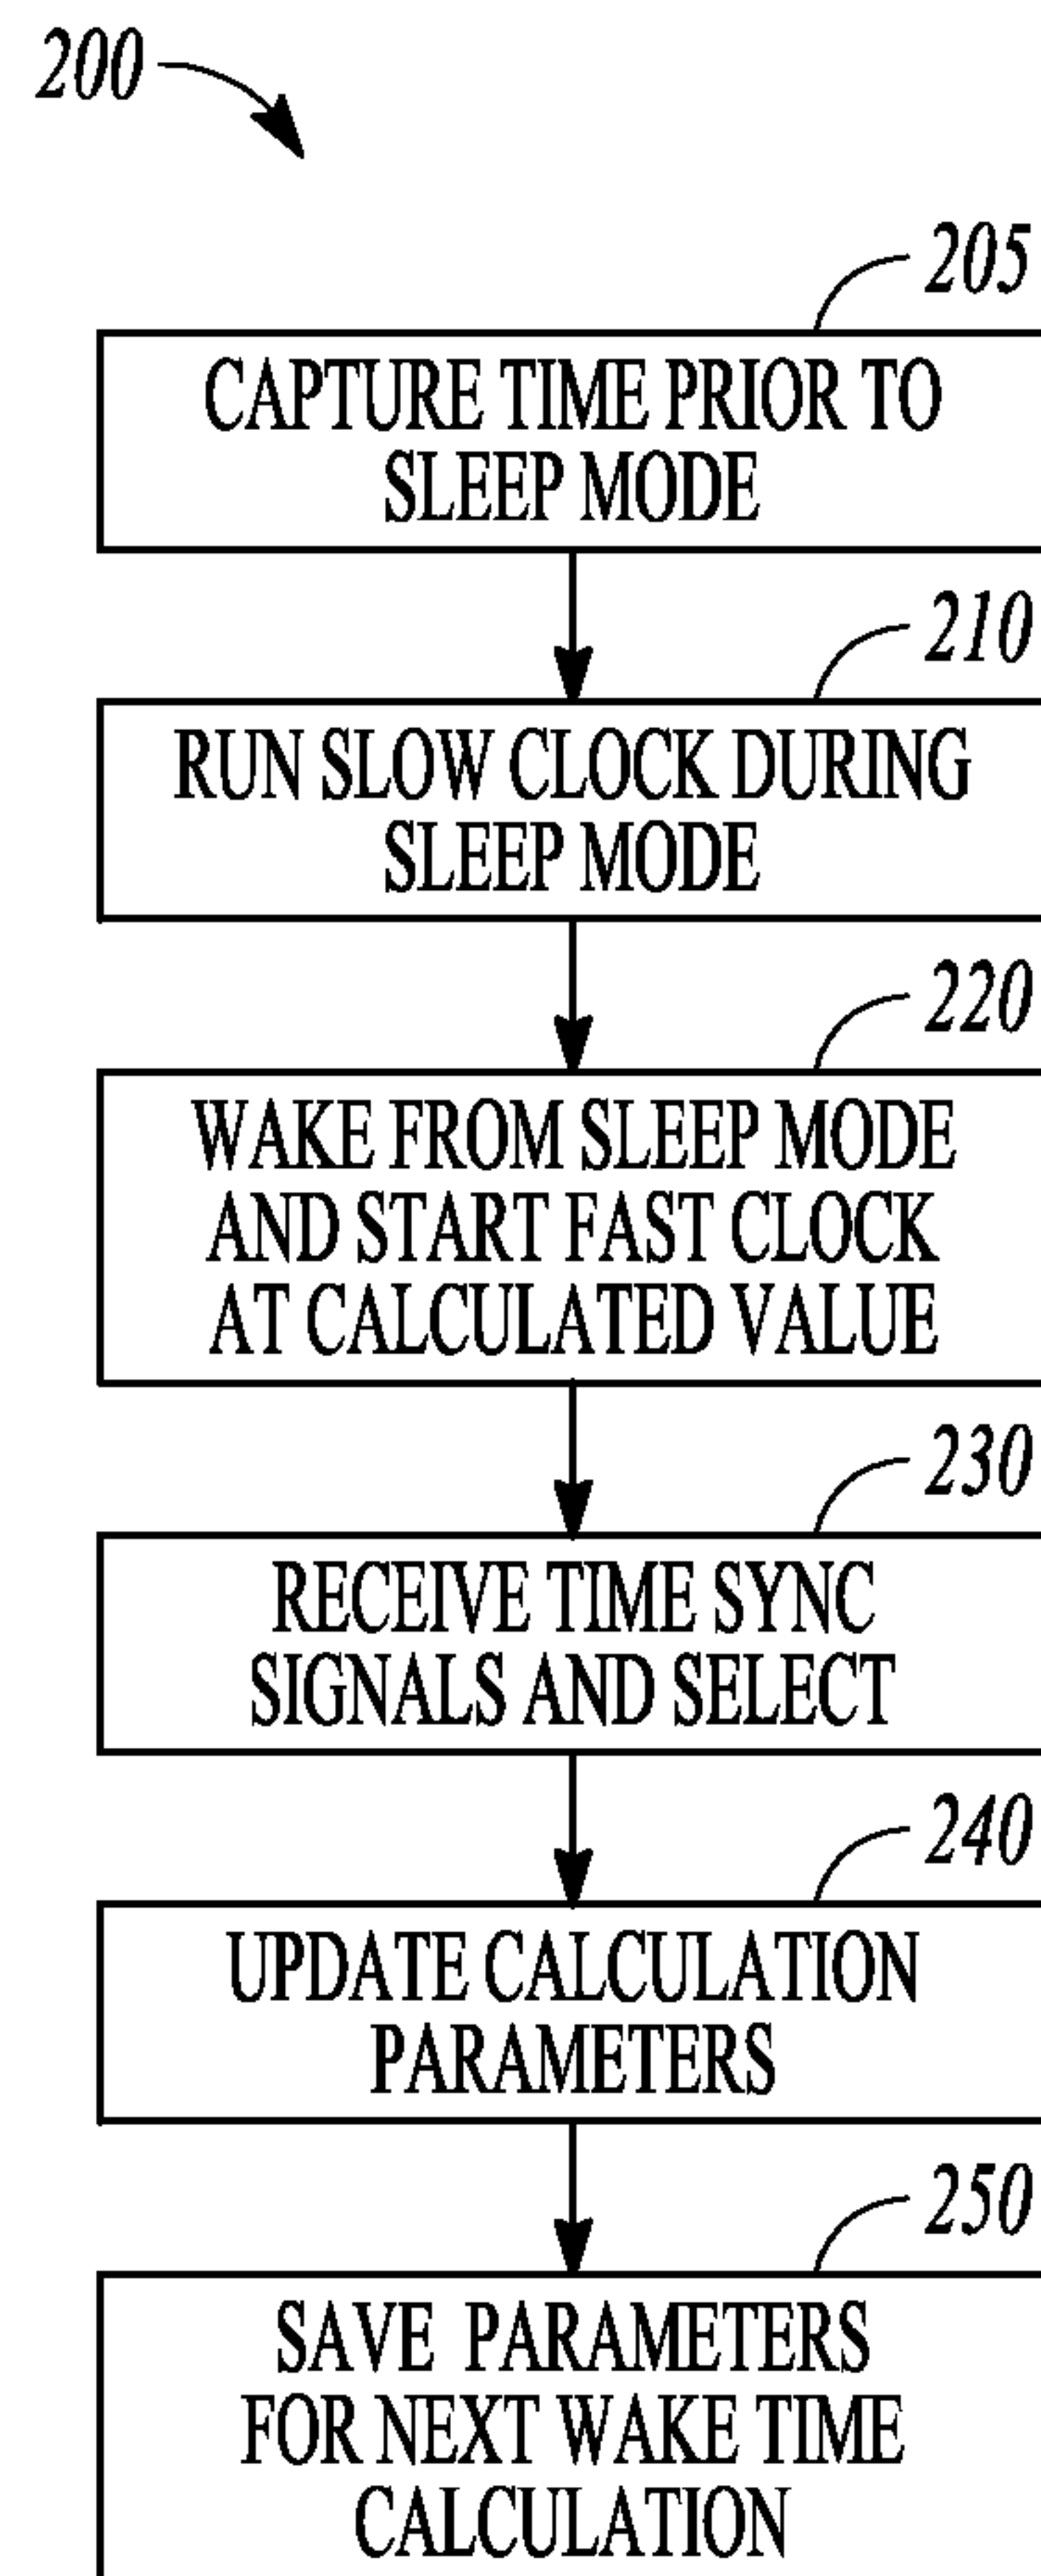 200
205
CAPTURE TIME PRIOR TO
SLEEP MODE
210
RUN SLOW CLOCK DURING
SLEEP MODE
220
WAKE FROM SLEEP MODE
AND START FAST CLOCK
AT CALCULATED VALUE
230
RECEIVE TIME SYNC
SIGNALS AND SELECT
240
UPDATE CALCULATION
PARAMETERS
250
SAVE PARAMETERS
FOR NEXT WAKE TIME
CALCULATION